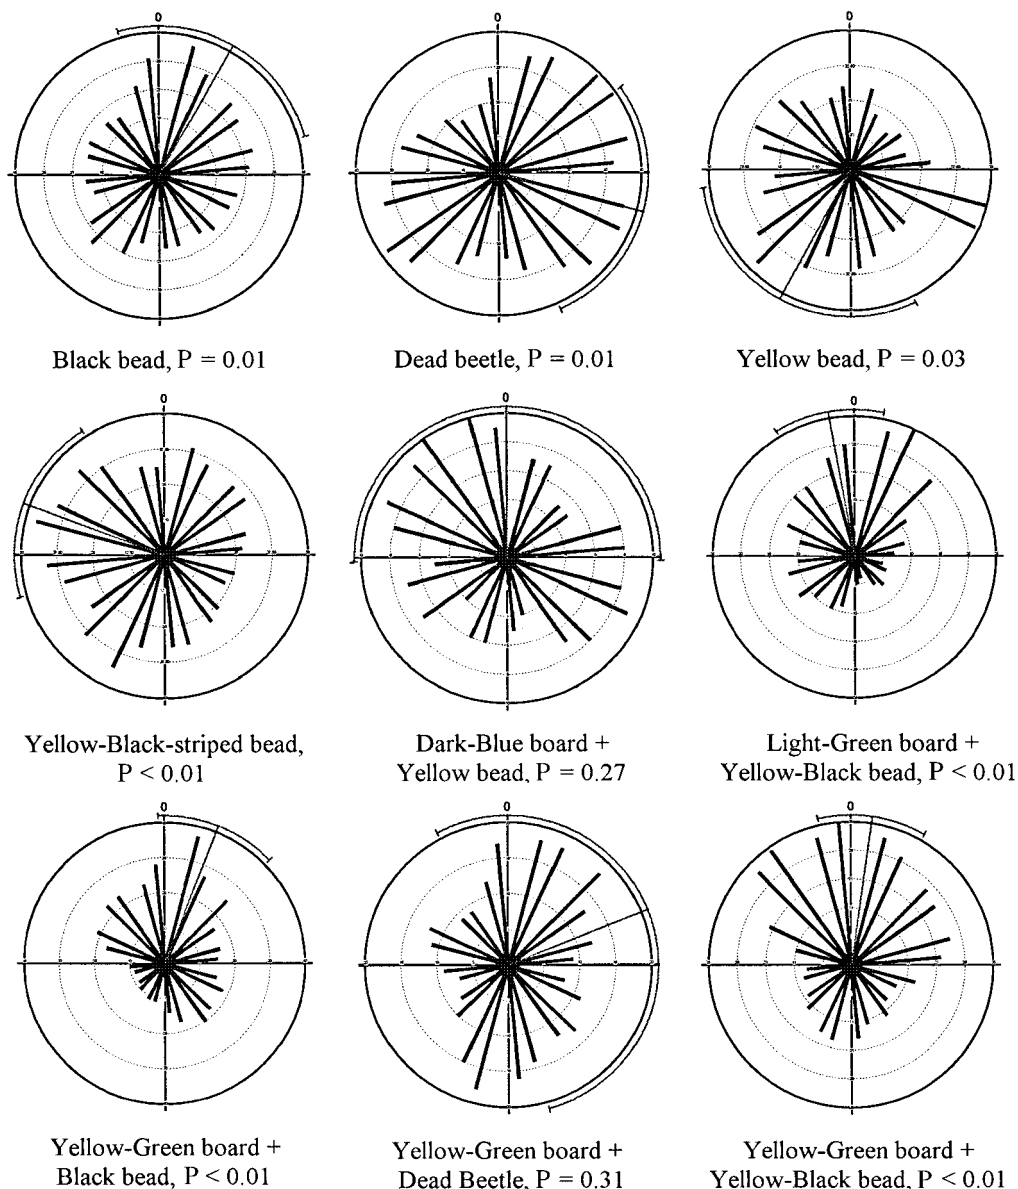 0
0
0
Black bead, P = 0.01
Dead beetle, P = 0.01
Yellow bead, P = 0.03
0
0
0
Yellow-Black-striped bead,
P < 0.01
Dark-Blue board +
Yellow bead, P = 0.27
Light-Green board +
Yellow-Black bead, P < 0.01
0
0
0
Yellow-Green board +
Black bead, P < 0.01
Yellow-Green board +
Dead Beetle, P = 0.31
Yellow-Green board +
Yellow-Black bead, P < 0.01